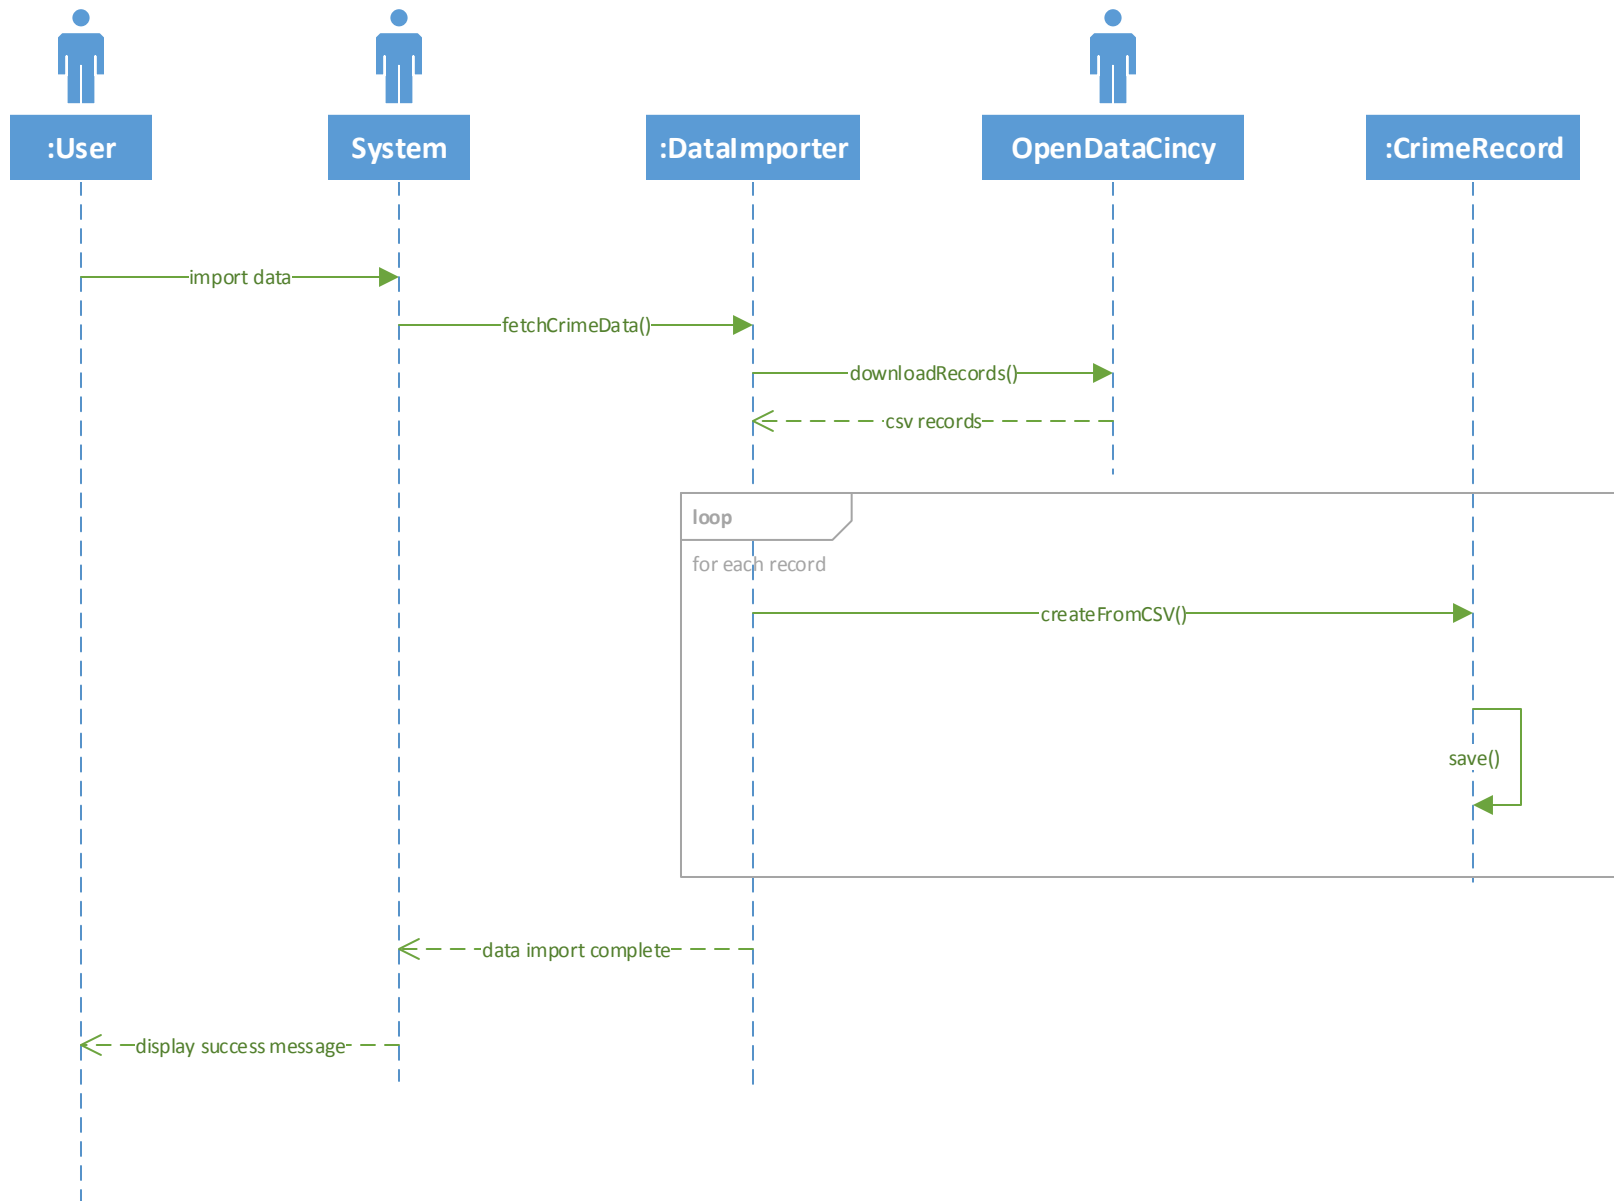 :User
System
:DataImporter
OpenDataCincy
:CrimeRecord
import data
fetchCrimeData()
downloadRecords()
csv records
loop
for each record
createFromCSV()
save()
data import complete
display success message